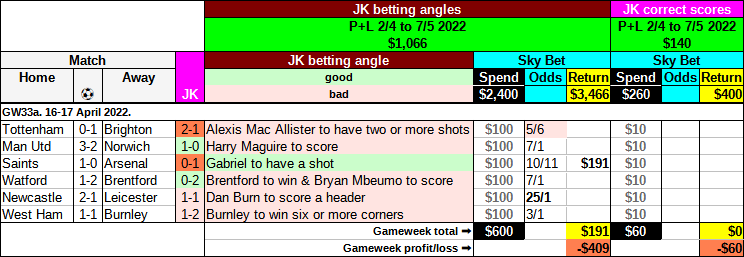 JK betting angles JK correct scores
P+L 2/4 to 7/5 2022 P+L 2/4 to 7/5 2022
$1,066 $140
Match JK betting angle Sky Bet Sky Bet
Home Away JK good Spend Odds Return Spend Odds Return
bad $2,400 $3,466 $260 $400
GW33a. 16-17 April 2022.
Tottenham 0-1 Brighton 2-1 Alexis Mac Allister to have two or more shots $100 5/6 $10
Man Utd 3-2 Norwich 1-0 Harry Maguire to score $100 7/1 $10
Saints 1-0 Arsenal 0-1 Gabriel to have a shot $100 10/11 $191 $10
Watford 1-2 Brentford 0-2 Brentford to win & Bryan Mbeumo to score $100 7/1 $10
Newcastle 2-1 Leicester 1-1 Dan Burn to score a header $100 25/1 $10
West Ham 1-1 Burnley 1-2 Burnley to win six or more corners $100 3/1 $10
Gameweek total ➡ $600 $191 $60 $0
Gameweek profit/loss ➡ -$409 -$60